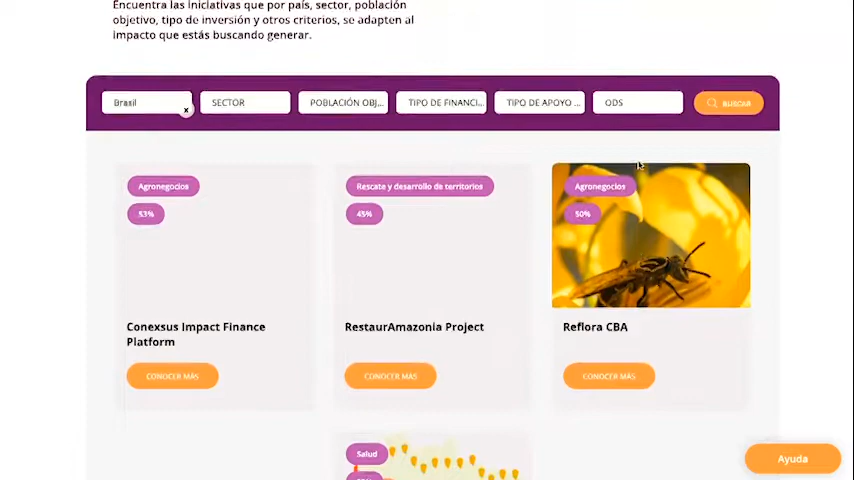 Encuentra las iniciativas que por país, sector, población
objetivo, tipo de inversión y otros criterios, se adapten al
impacto que estás buscando generar.
Brasil x SECTOR POBLACIÓN OBJ... TIPO DE FINANCI... TIPO DE APOYO ... ODS BUSCAR
Agronegocios Rescate y desarrollo de territorios Agronegocios
53% 45% 50%
Conexsus Impact Finance
Platform
RestaurAmazonia Project
Reflora CBA
CONOCER MÁS CONOCER MÁS CONOCER MÁS
Salud
Ayuda